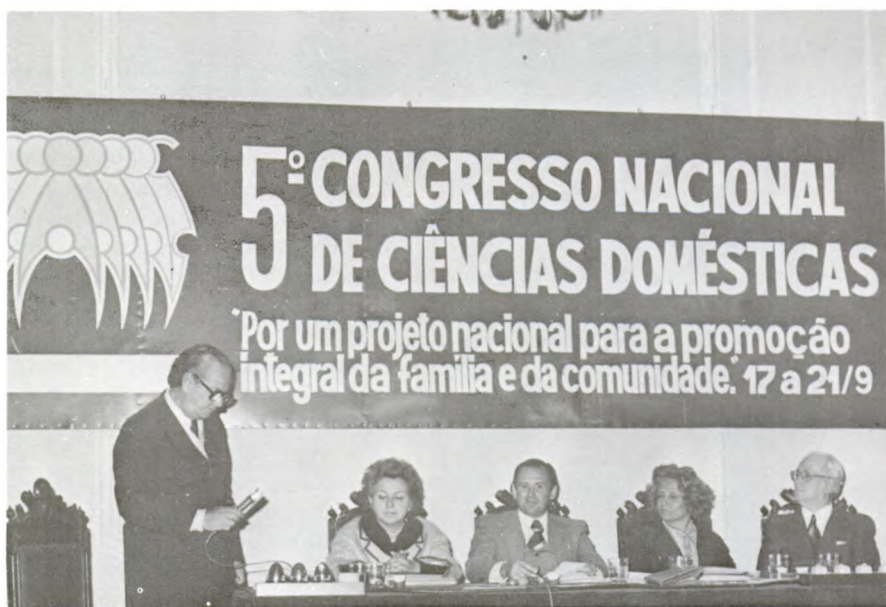 5º CONGRESSO NACIONAL
DE CIÊNCIAS DOMÉSTICAS
"Por um projeto nacional para a promoção
integral da família e da comunidade." 17 a 21/9